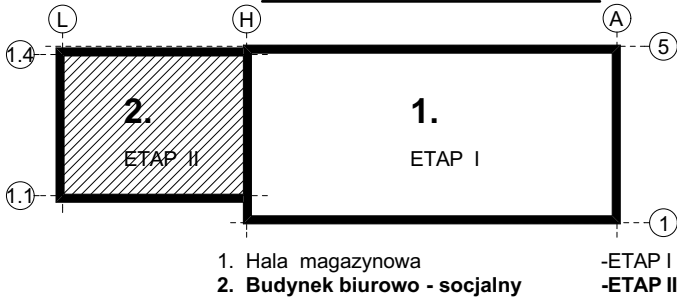 L H A
1.4 5
2. 1.
ETAP II ETAP I
1.1
1
1. Hala magazynowa -ETAP I
2. Budynek biurowo - socjalny -ETAP II